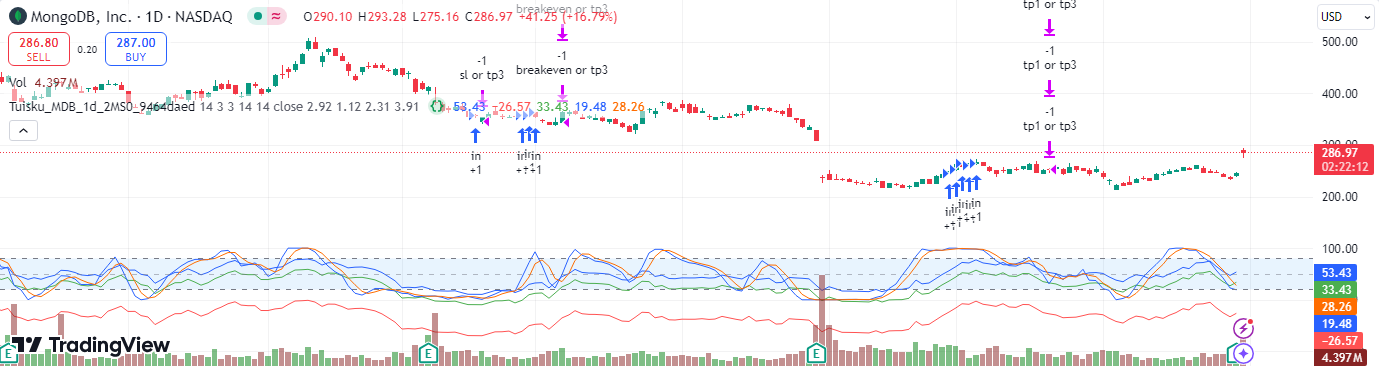 MongoDB, Inc. · 1D · NASDAQ
O290.10 H293.28 L275.16 C286.97 +41.25 (+16.79%)
breakeven or tp3
tp1 or tp3
USD
286.80
SELL
0.20
287.00
BUY
500.00
-1
sl or tp3
-1
breakeven or tp3
-1
tp1 or tp3
Vol 4.397M
400.00
Tuisku_MDB_1d_2MS0_9464daed 14 3 3 14 14 close 2.92 1.12 2.31 3.91
53.43 −26.57 33.43 19.48 28.26
-1
tp1 or tp3
286.97
02:22:12
in
+1
in
+1
200.00
in
+1
100.00
53.43
33.43
28.26
19.48
−26.57
4.397M
TradingView
E
E
E